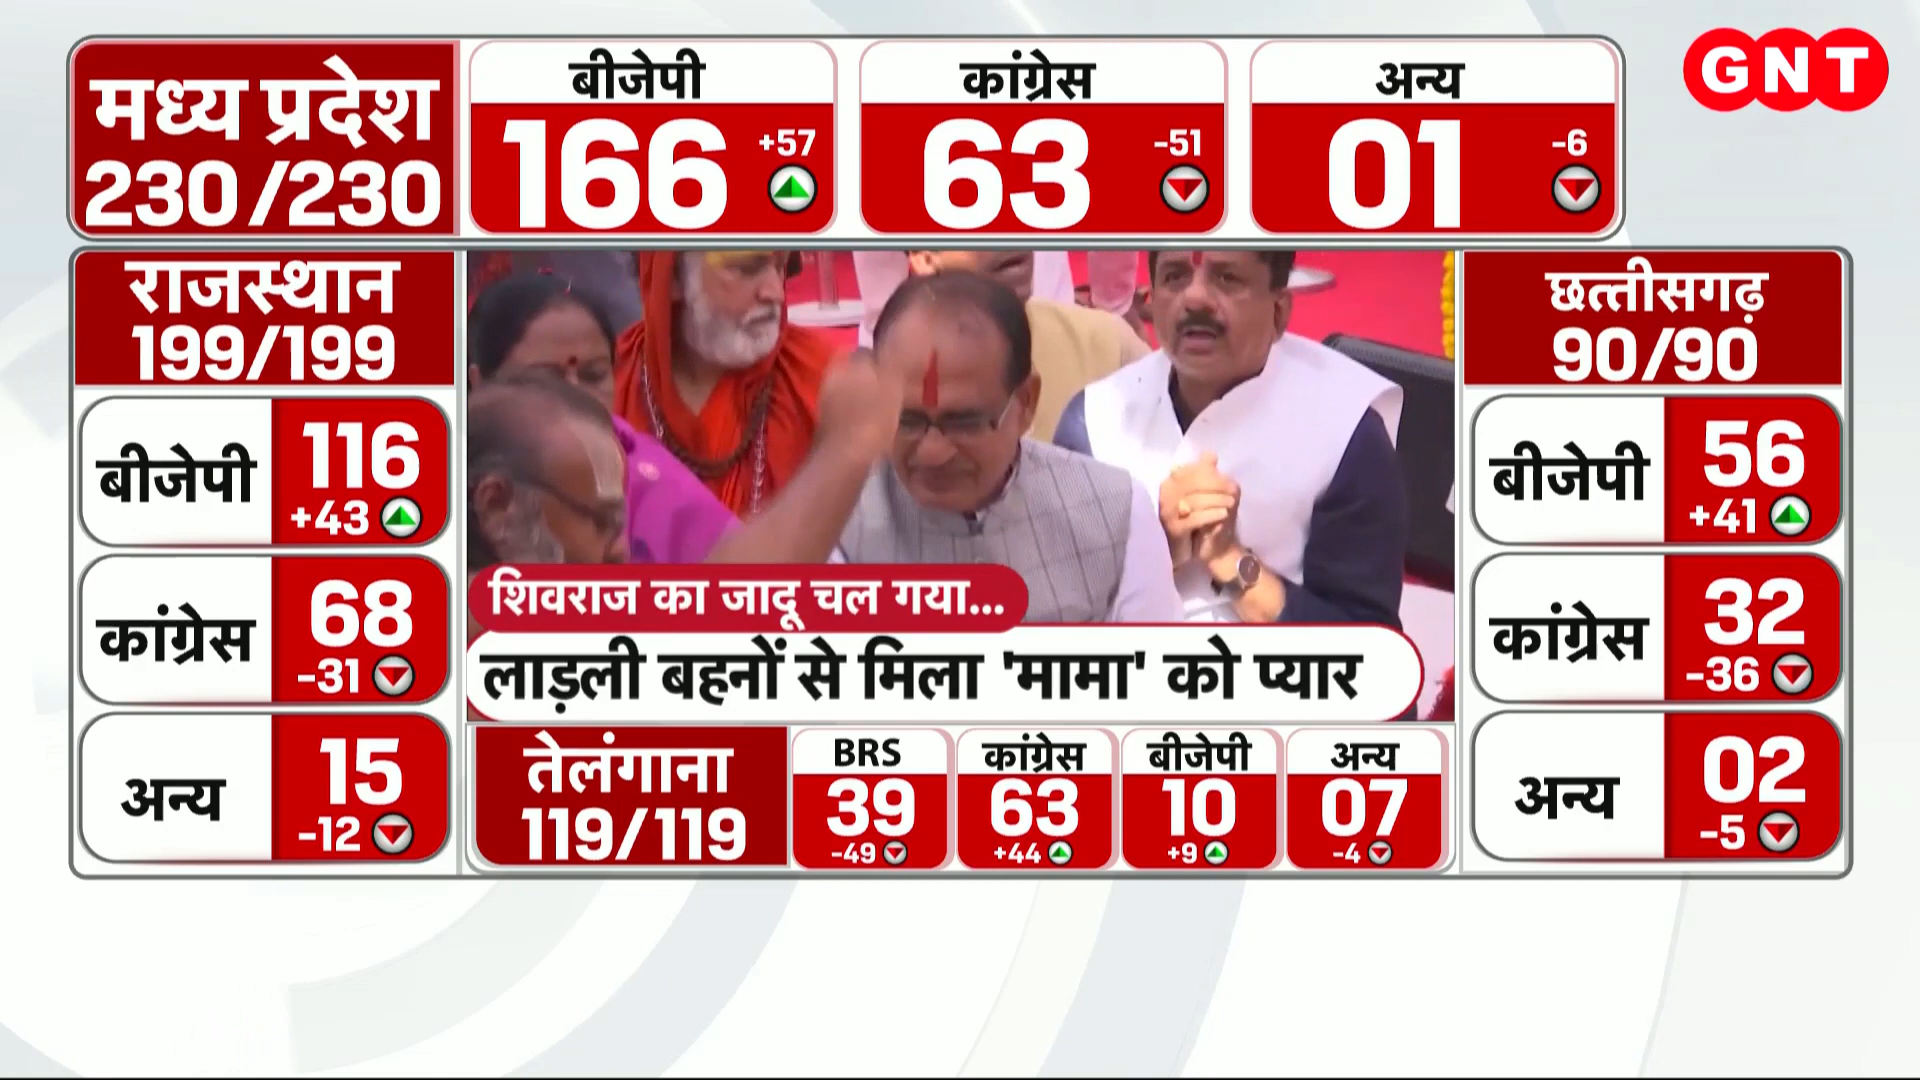 मध्य प्रदेश
230/230
बीजेपी
166
+57
कांग्रेस
63
-51
अन्य
01
-6
GNT
राजस्थान
199/199
बीजेपी
116
+43
कांग्रेस
68
-31
अन्य
15
-12
शिवराज का जादू चल गया...
लाड़ली बहनों से मिला 'मामा' को प्यार
तेलंगाना
119/119
BRS
39
-49
कांग्रेस
63
+44
बीजेपी
10
+9
अन्य
07
-4
छत्तीसगढ़
90/90
बीजेपी
56
+41
कांग्रेस
32
-36
अन्य
02
-5